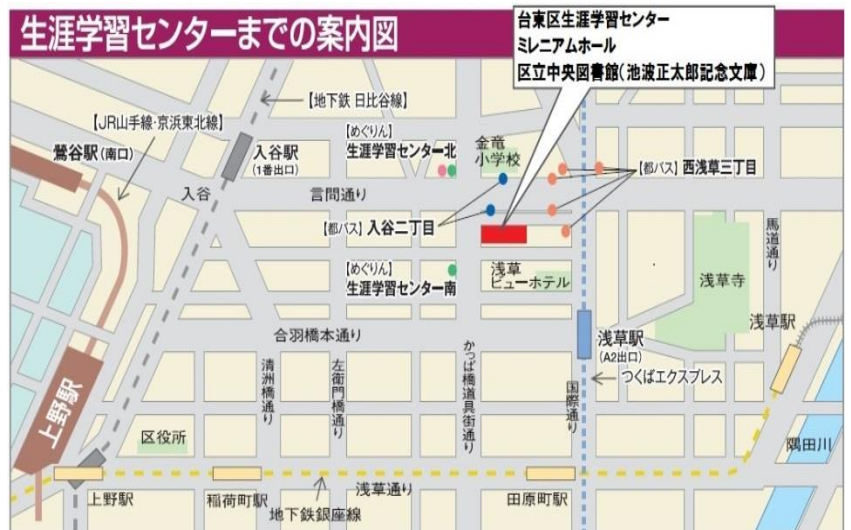 生涯学習センターまでの案内図
台東区生涯学習センター
ミレニアムホール
区立中央図書館(池波正太郎記念文庫)
【地下鉄 日比谷線】
【JR山手線・京浜東北線】
鶯谷駅(南口)
入谷駅
(1番出口)
【めぐりん】
生涯学習センター北
金竜
小学校
【都バス】西浅草三丁目
入谷
言問通り
【都バス】入谷二丁目
馬道通り
【めぐりん】
生涯学習センター南
浅草
ビューホテル
浅草寺
浅草駅
合羽橋本通り
浅草駅
(A2出口)
つくばエクスプレス
清洲橋通り
左衛門橋通り
かっぱ橋道具街通り
国際通り
上野駅
区役所
隅田川
上野駅
稲荷町駅
浅草通り
田原町駅
地下鉄銀座線